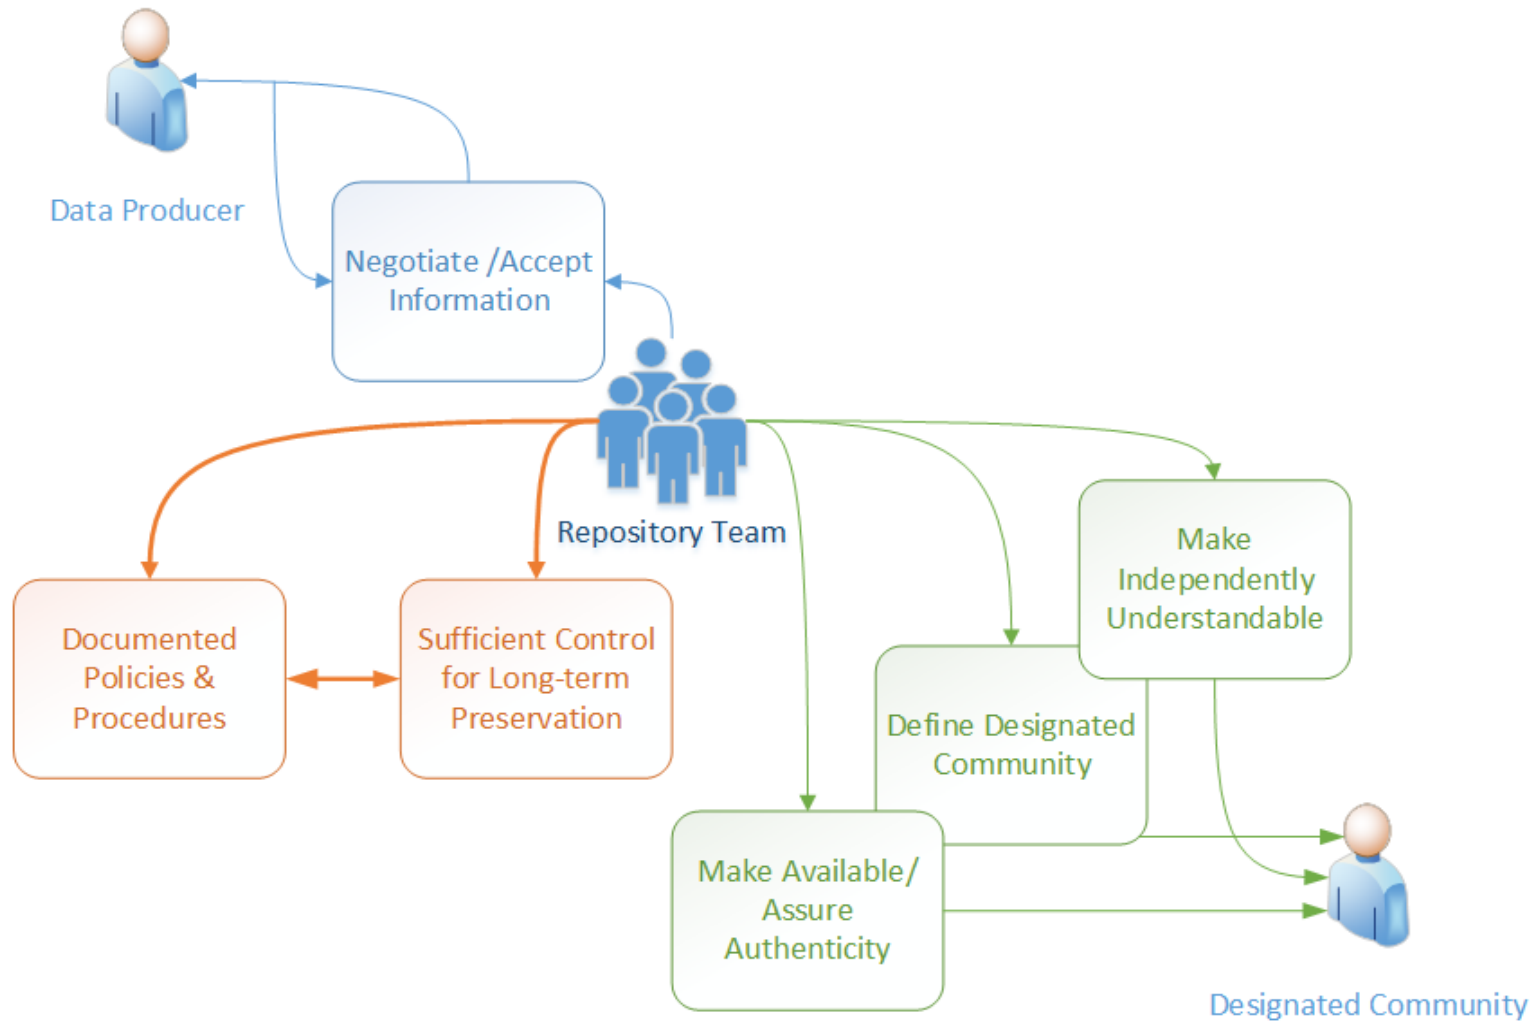 Data Producer
Negotiate /Accept
Information
Repository Team
Documented
Policies &
Procedures
Sufficient Control
for Long-term
Preservation
Make
Independently
Understandable
Define Designated
Community
Make Available/
Assure
Authenticity
Designated Community